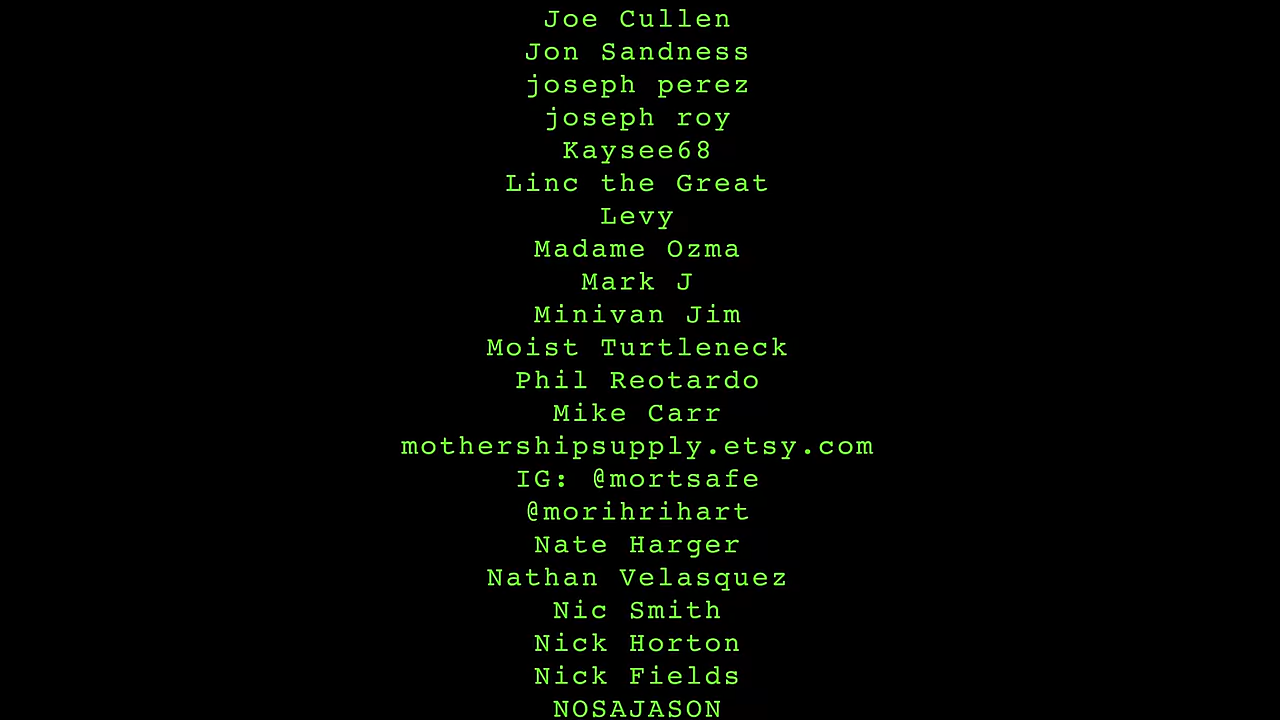 Joe Cullen
Jon Sandness
joseph perez
joseph roy
Kaysee68
Linc the Great
Levy
Madame Ozma
Mark J
Minivan Jim
Moist Turtleneck
Phil Reotardo
Mike Carr
mothershipsupply.etsy.com
IG: @mortsafe
@morihrihart
Nate Harger
Nathan Velasquez
Nic Smith
Nick Horton
Nick Fields
NOSAJASON